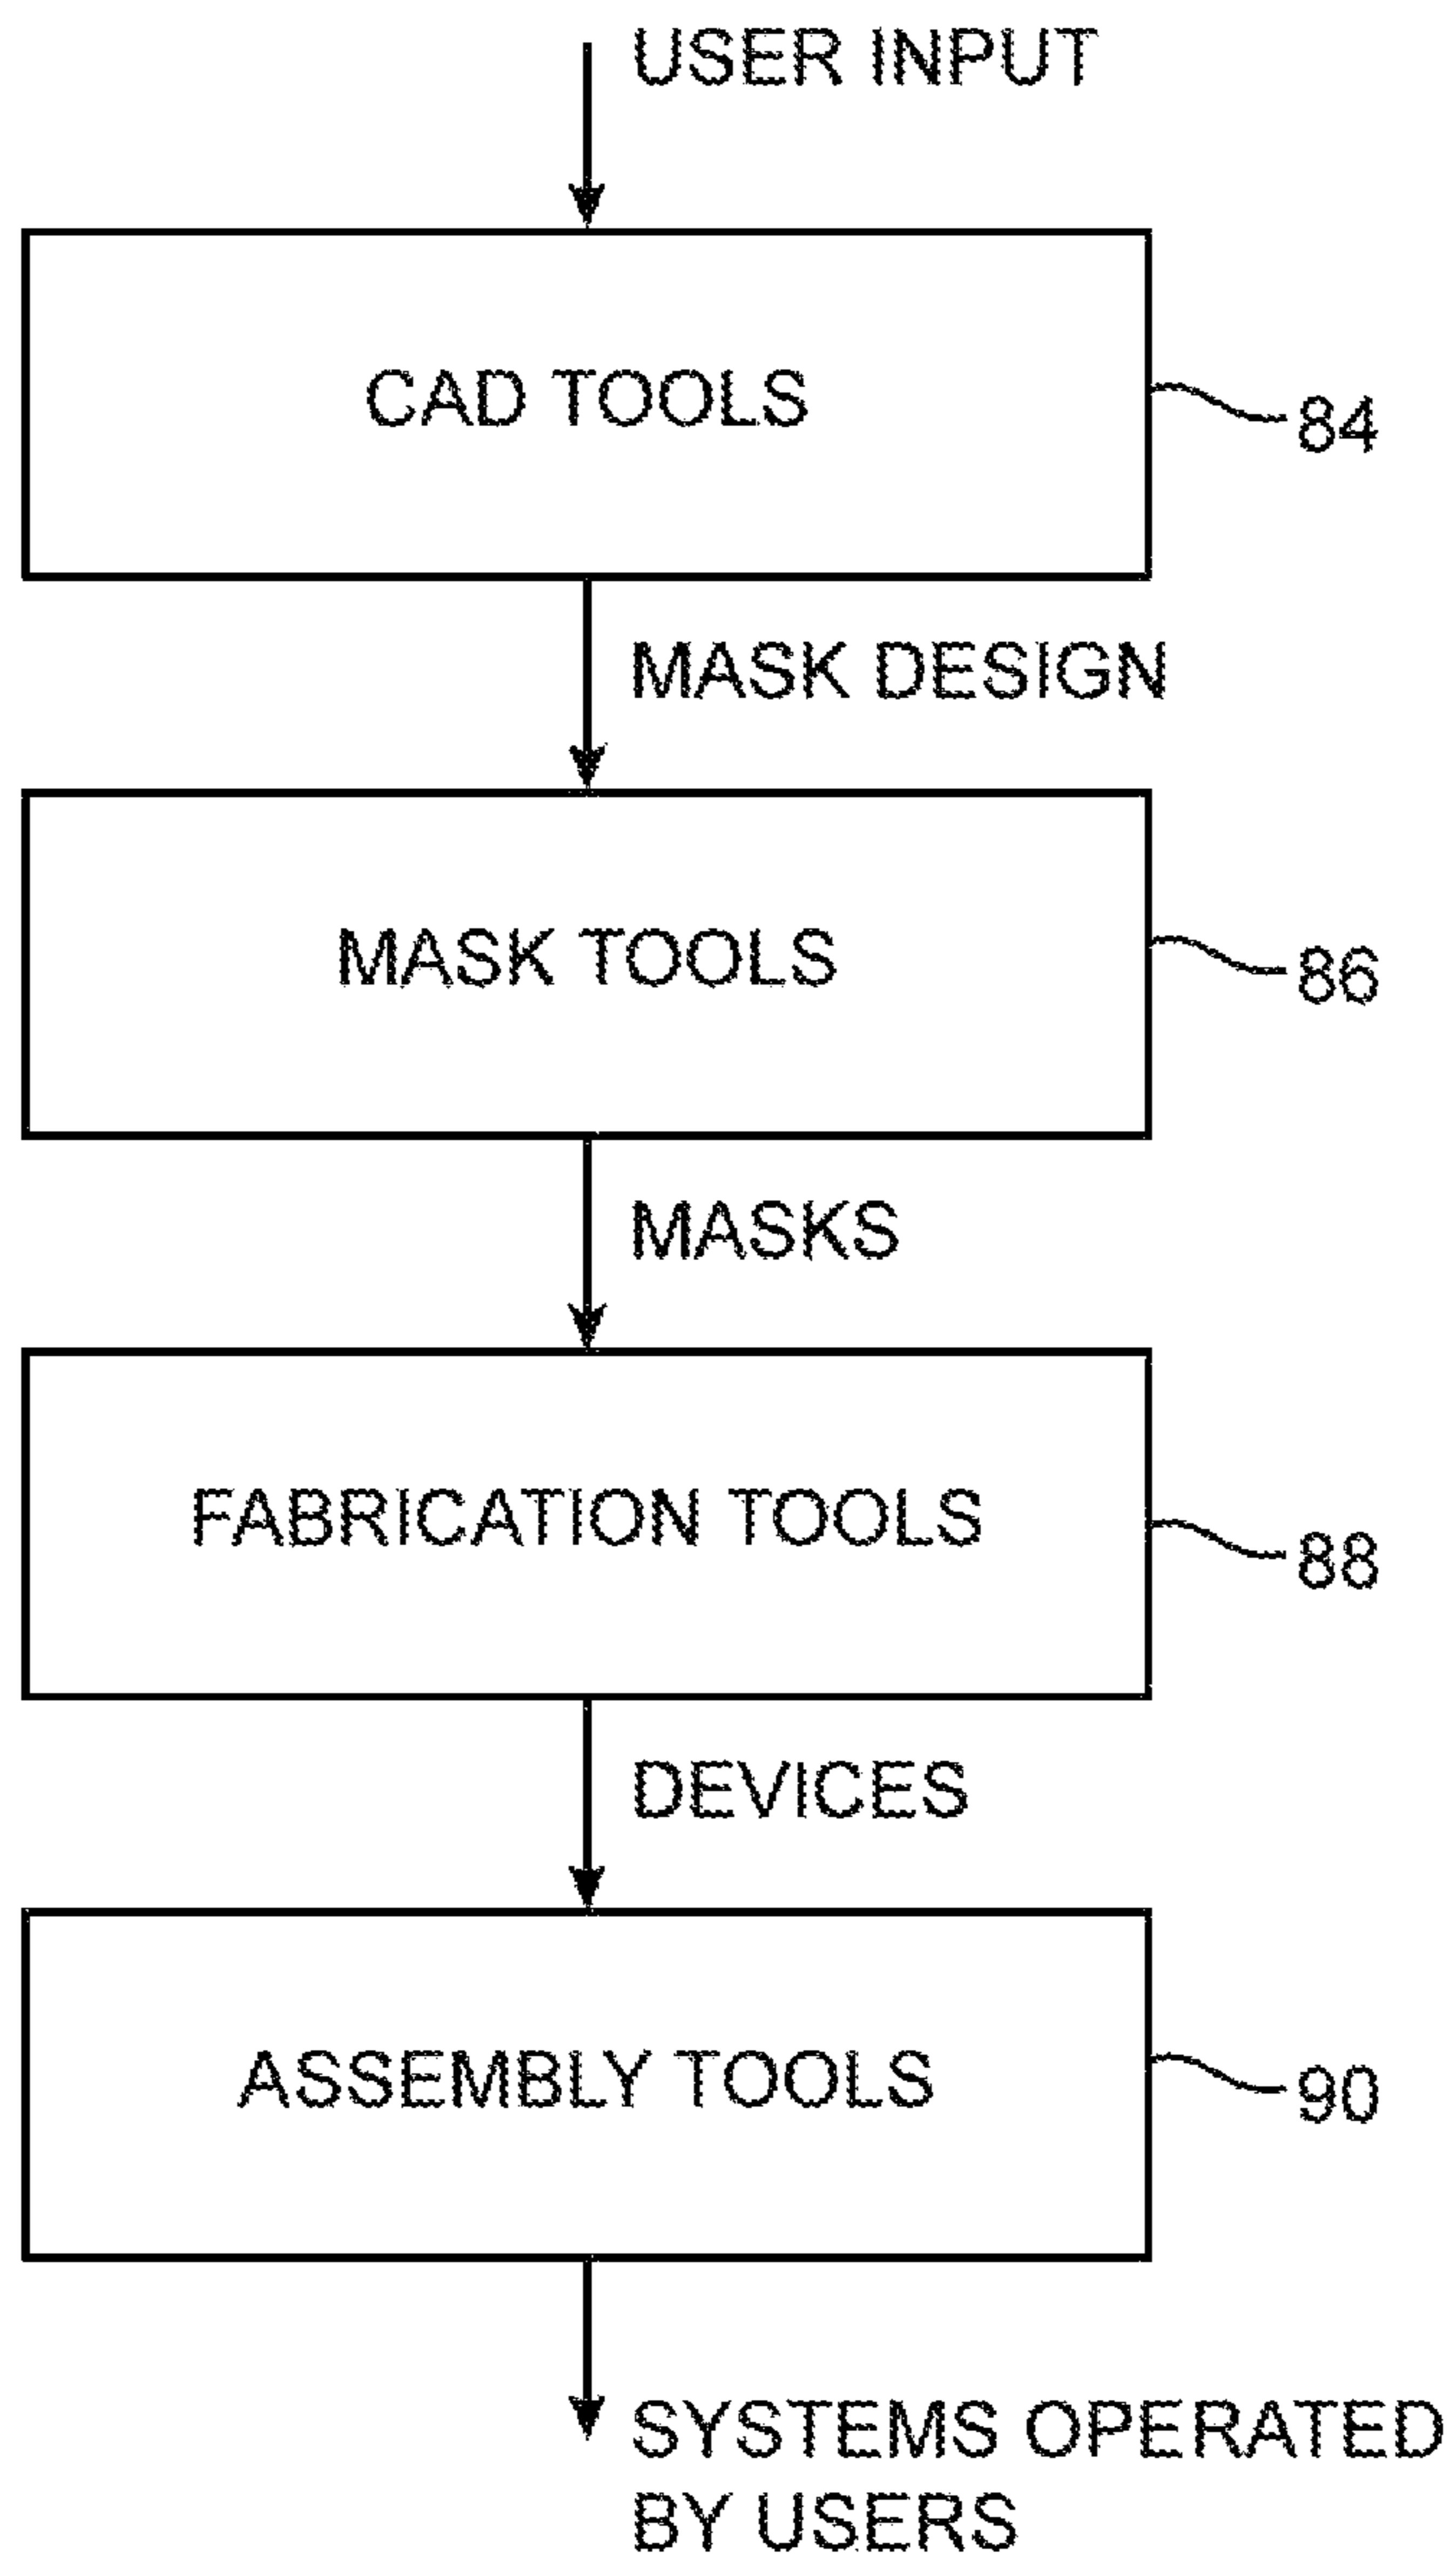 USER INPUT
CAD TOOLS
84
MASK DESIGN
MASK TOOLS
86
MASKS
FABRICATION TOOLS
88
DEVICES
ASSEMBLY TOOLS
90
SYSTEMS OPERATED
BY USERS